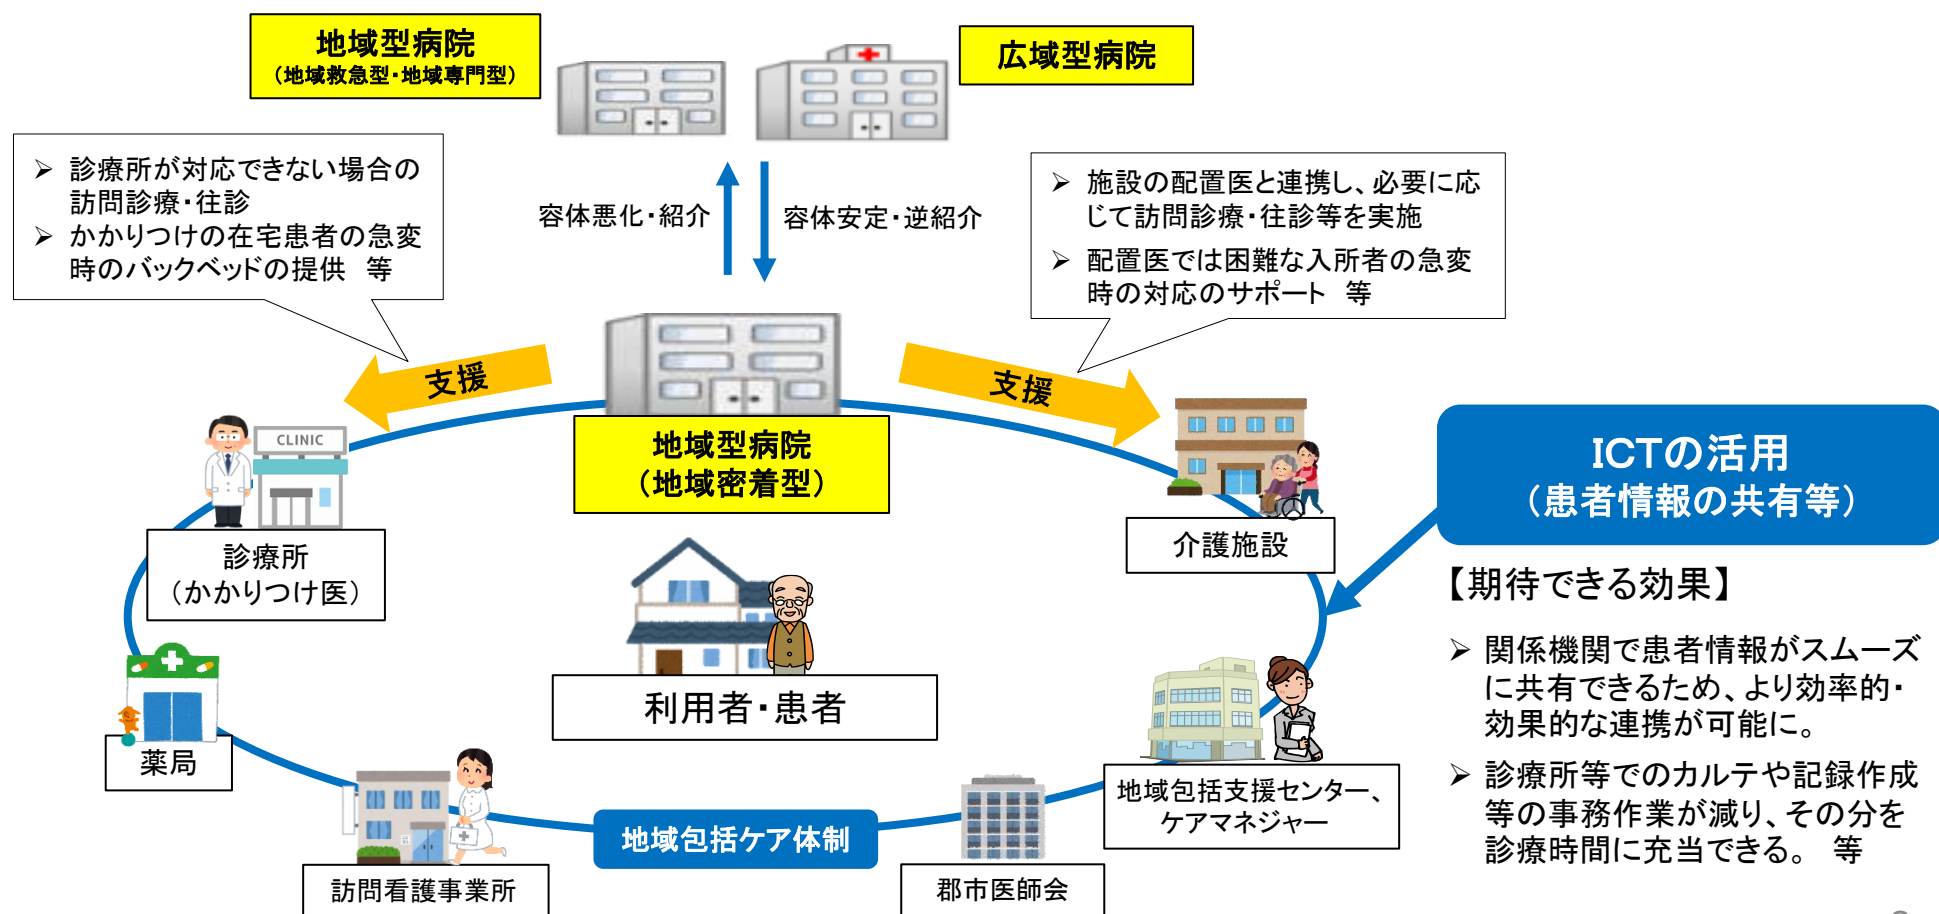 地域型病院
（地域救急型・地域専門型）
広域型病院
➢ 診療所が対応できない場合の
訪問診療・往診
➢ かかりつけの在宅患者の急変
時のバックベッドの提供　等
容体悪化・紹介
容体安定・逆紹介
➢ 施設の配置医と連携し、必要に応
じて訪問診療・往診等を実施
➢ 配置医では困難な入所者の急変
時の対応のサポート　等
支援
支援
CLINIC
地域型病院
（地域密着型）
診療所
（かかりつけ医）
介護施設
ICTの活用
（患者情報の共有等）
【期待できる効果】
➢ 関係機関で患者情報がスムーズ
に共有できるため、より効率的・
効果的な連携が可能に。
➢ 診療所等でのカルテや記録作成
等の事務作業が減り、その分を
診療時間に充当できる。　等
利用者・患者
薬局
地域包括支援センター、
ケアマネジャー
地域包括ケア体制
訪問看護事業所
郡市医師会